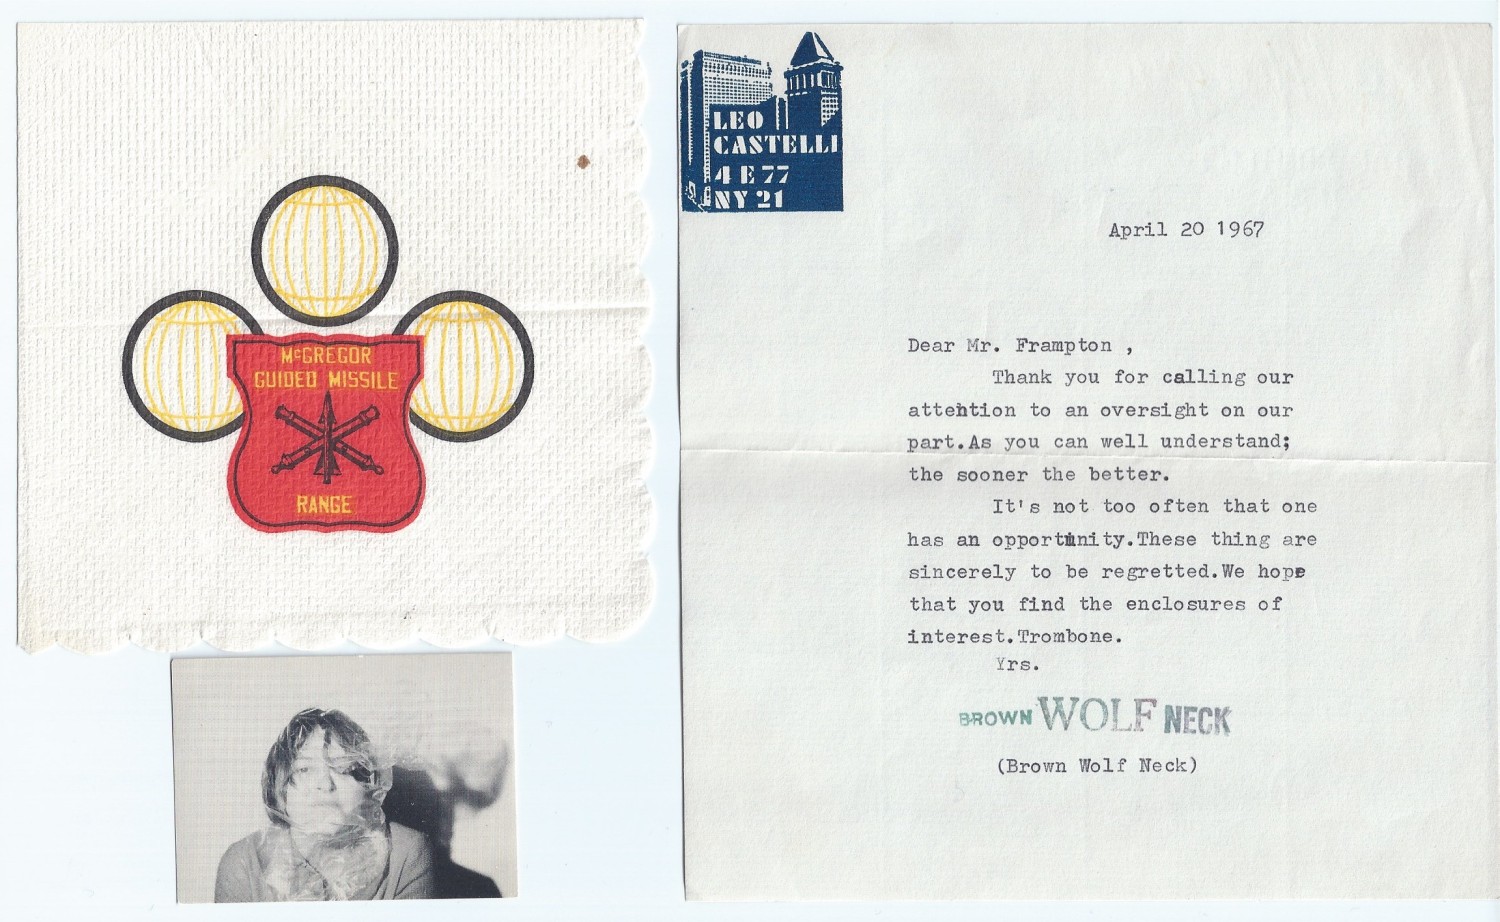 McGREGOR
GUIDED MISSILE
RANGE
LEO
CASTELLI
4 E 77
NY 21
April 20 1967
Dear Mr. Frampton ,
Thank you for calling our
attention to an oversight on our
part.As you can well understand;
the sooner the better.
It's not too often that one
has an opportunity.These thing are
sincerely to be regretted.We hope
that you find the enclosures of
interest.Trombone.
Yrs.
BROWN WOLF NECK
(Brown Wolf Neck)